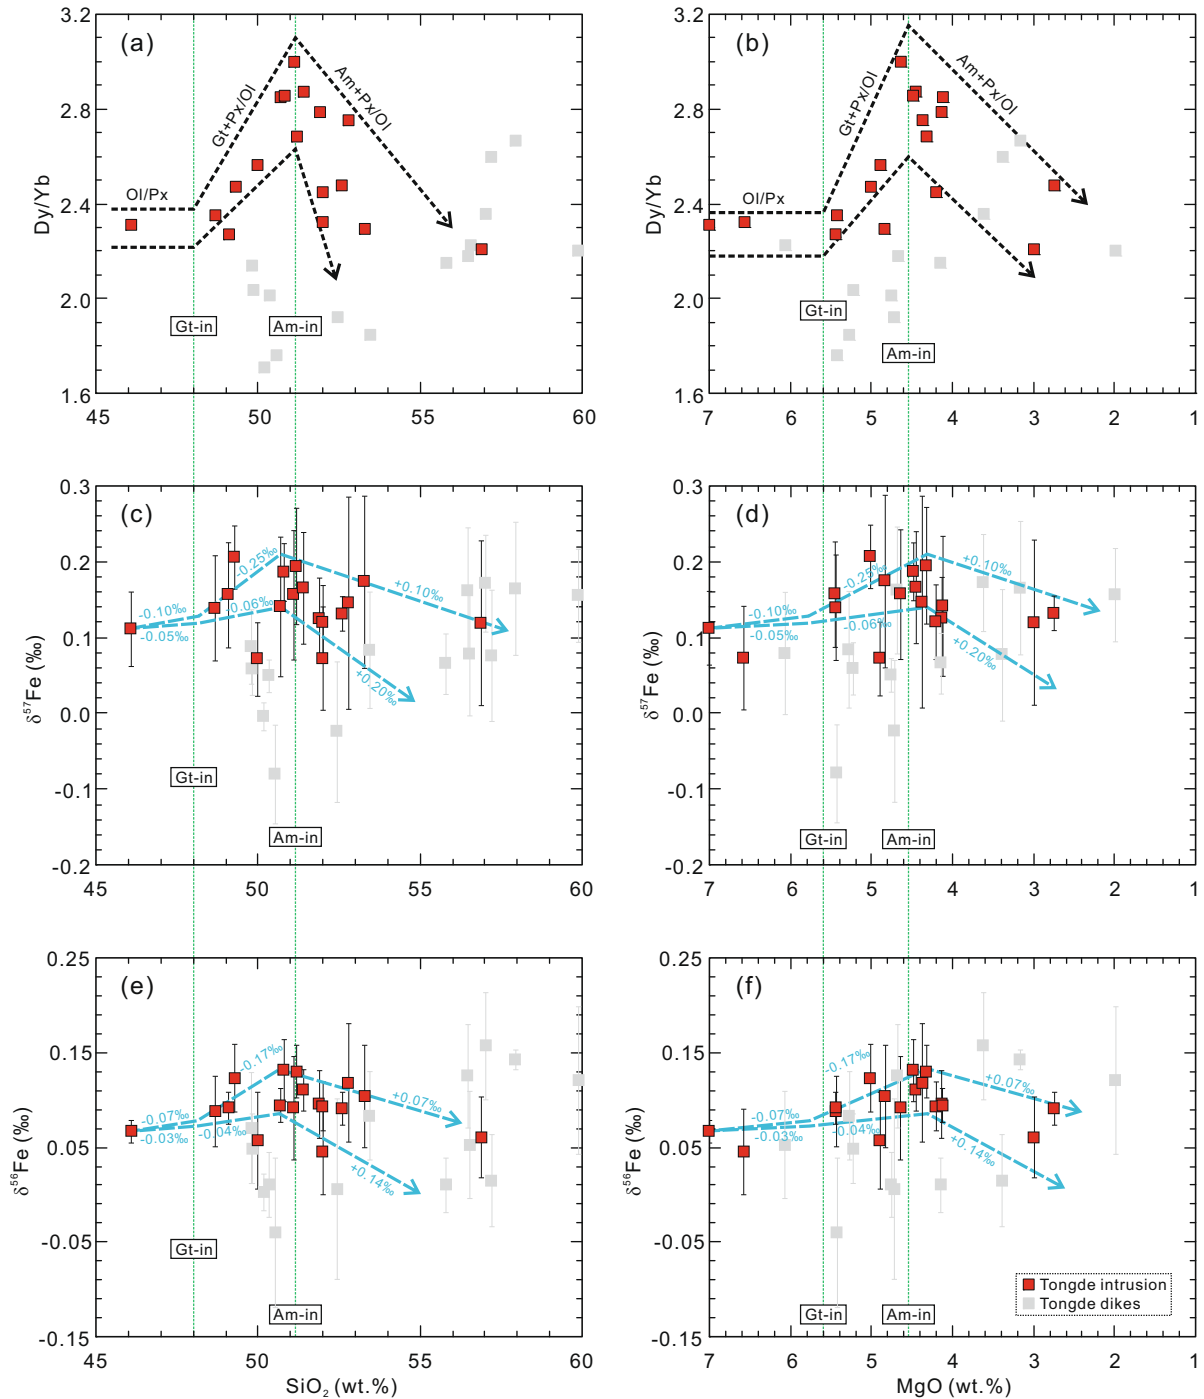 (a)
3.2
2.8
2.4
2.0
1.6
Dy/Yb
OI/Px
Gt+Px/OI
Am+Px/OI
Gt-in
Am-in
45
50
55
60
(b)
3.2
2.8
2.4
2.0
1.6
Dy/Yb
OI/Px
Gt+Px/OI
Am+Px/OI
Gt-in
Am-in
7
6
5
4
3
2
1
(c)
0.3
0.2
0.1
0.0
-0.1
-0.2
δ57Fe (‰)
-0.10‰
-0.05‰
-0.25‰
-0.06‰
+0.10‰
+0.20‰
Gt-in
Am-in
45
50
55
60
(d)
0.3
0.2
0.1
0.0
-0.1
-0.2
δ57Fe (‰)
-0.10‰
-0.05‰
-0.25‰
-0.06‰
+0.10‰
+0.20‰
Gt-in
Am-in
7
6
5
4
3
2
1
(e)
0.25
0.15
0.05
-0.05
-0.15
δ56Fe (‰)
-0.07‰
-0.03‰
-0.17‰
-0.04‰
+0.07‰
+0.14‰
Gt-in
Am-in
45
50
55
60
SiO2 (wt.%)
(f)
0.25
0.15
0.05
-0.05
-0.15
δ56Fe (‰)
-0.07‰
-0.03‰
-0.17‰
-0.04‰
+0.07‰
+0.14‰
Gt-in
Am-in
Tongde intrusion
Tongde dikes
7
6
5
4
3
2
1
MgO (wt.%)